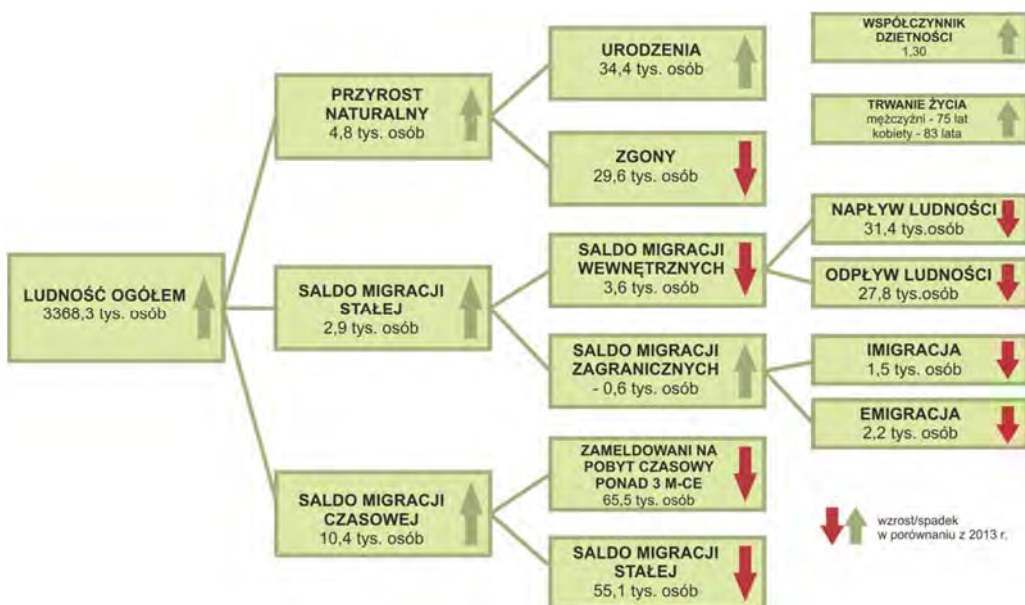 LUDNOŚĆ OGÓŁEM
3368,3 tys. osób
PRZYROST
NATURALNY
4,8 tys. osób
SALDO MIGRACJI
STAŁEJ
2,9 tys. osób
SALDO MIGRACJI
CZASOWEJ
10,4 tys. osób
URODZENIA
34,4 tys. osób
ZGONY
29,6 tys. osób
SALDO MIGRACJI
WEWNĘTRZNYCH
3,6 tys. osób
SALDO MIGRACJI
ZAGRANICZNYCH
- 0,6 tys. osób
ZAMELDOWANI NA
POBYT CZASOWY
PONAD 3 M-CE
65,5 tys. osób
SALDO MIGRACJI
STAŁEJ
55,1 tys. osób
WSPÓŁCZYNNIK
DZIETNOŚCI
1,30
TRWANIE ŻYCIA
mężczyźni - 75 lat
kobiety - 83 lata
NAPŁYW LUDNOŚCI
31,4 tys.osób
ODPŁYW LUDNOŚCI
27,8 tys.osób
IMIGRACJA
1,5 tys. osób
EMIGRACJA
2,2 tys. osób
wzrost/spadek
w porównaniu z 2013 r.